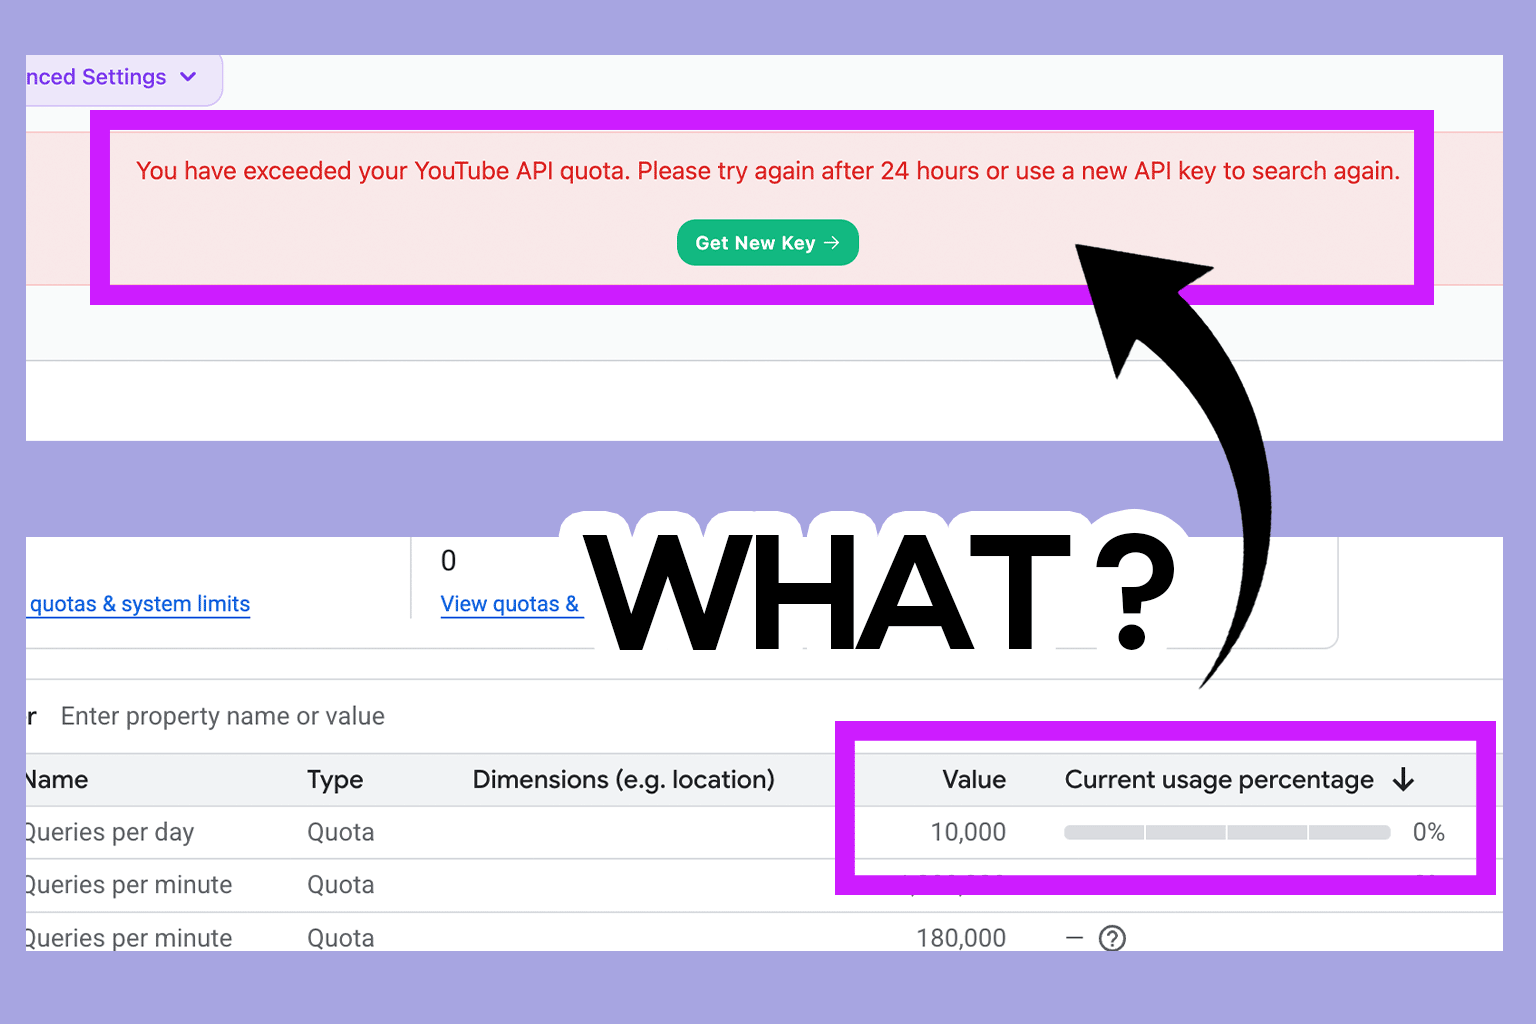 nced Settings
You have exceeded your YouTube API quota. Please try again after 24 hours or use a new API key to search again.
Get New Key →
WHAT?
0
quotas & system limits
View quotas &
r Enter property name or value
Name Type Dimensions (e.g. location) Value Current usage percentage ↓
Queries per day Quota 10,000 0%
Queries per minute Quota
Queries per minute Quota 180,000 — ?